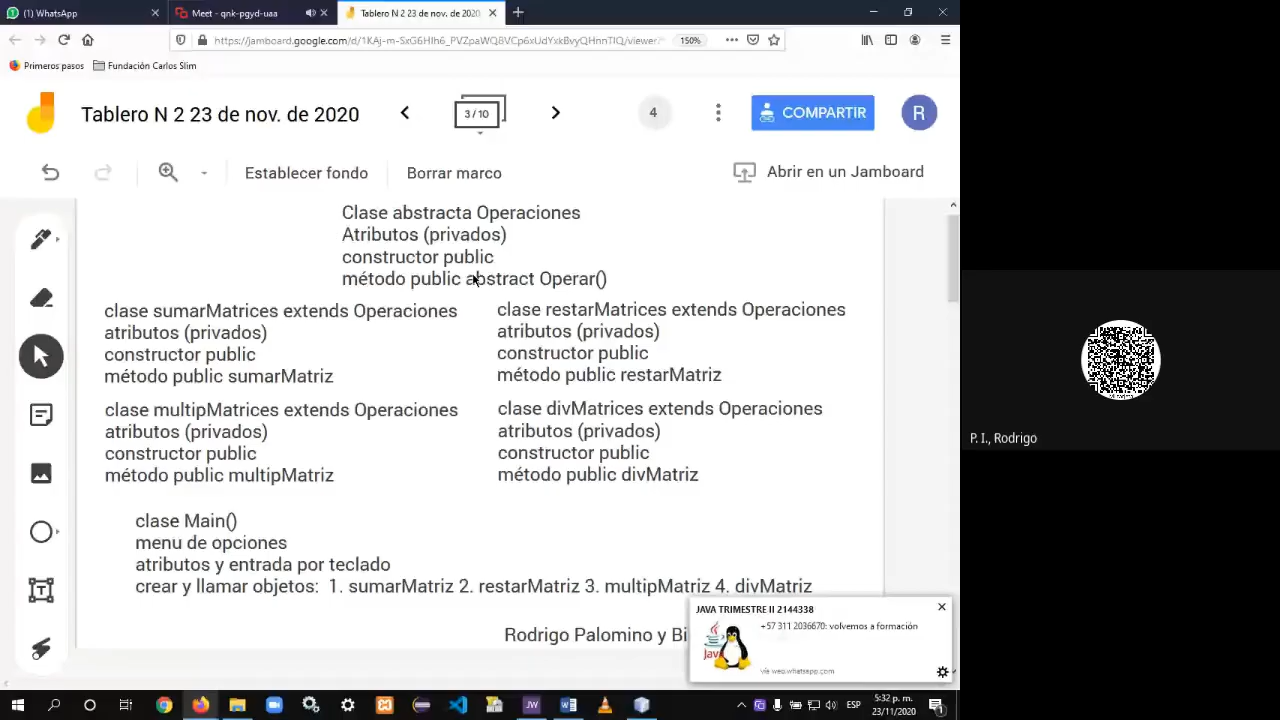 (1) WhatsApp
Meet - qnk-pgyd-uaa
Tablero N 2 23 de nov. de 2020
150%
Primeros pasos
Fundación Carlos Slim
Tablero N 2 23 de nov. de 2020
3 / 10
4
COMPARTIR
R
Establecer fondo
Borrar marco
Abrir en un Jamboard
Clase abstracta Operaciones
Atributos (privados)
constructor public
método public abstract Operar()
clase sumarMatrices extends Operaciones
atributos (privados)
constructor public
método public sumarMatriz
clase restarMatrices extends Operaciones
atributos (privados)
constructor public
método public restarMatriz
clase multipMatrices extends Operaciones
atributos (privados)
constructor public
método public multipMatriz
clase divMatrices extends Operaciones
atributos (privados)
constructor public
método public divMatriz
clase Main()
menu de opciones
atributos y entrada por teclado
crear y llamar objetos: 1. sumarMatriz 2. restarMatriz 3. multipMatriz 4. divMatriz
Rodrigo Palomino y Bi
JAVA TRIMESTRE II 2144338
+57 311 2036670: volvemos a formación
vía web.whatsapp.com
Java
P. I., Rodrigo
ESP
5:32 p. m.
23/11/2020